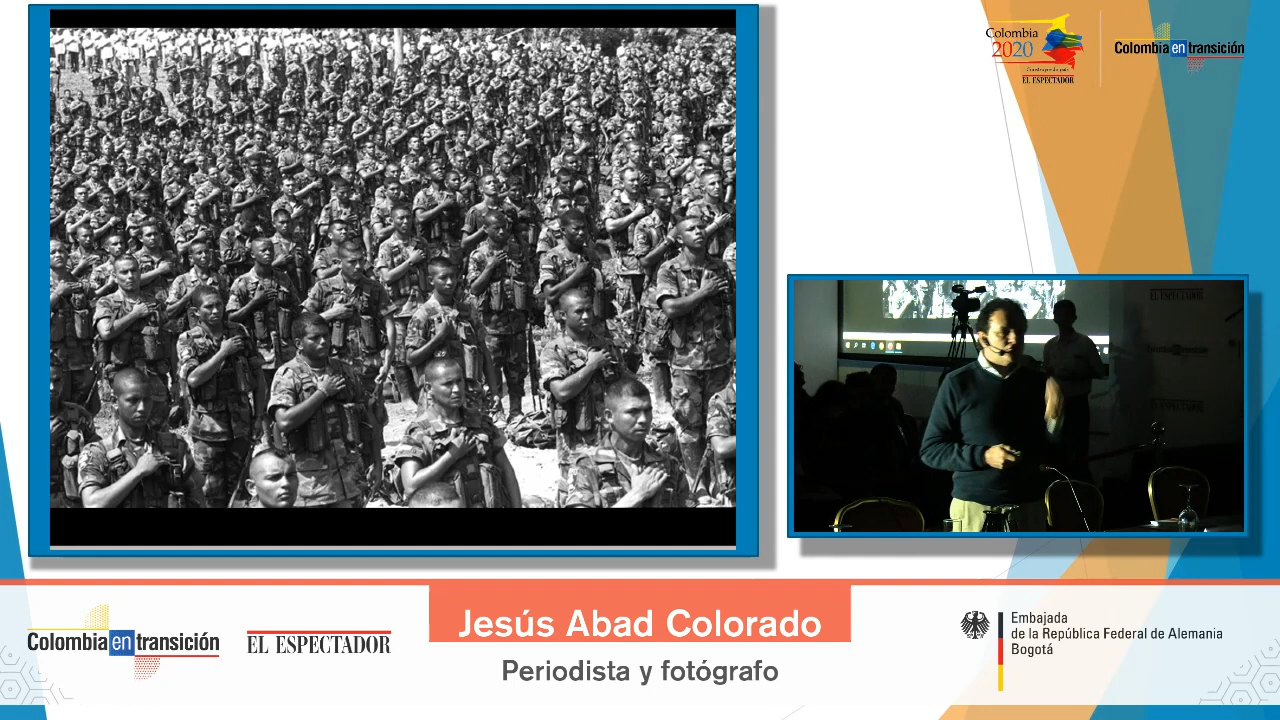 Colombia
2020
EL ESPECTADOR
Colombia en transición
EL ESPECTADOR
Colombia en transición
EL ESPECTADOR
Jesús Abad Colorado
Periodista y fotógrafo
Embajada
de la República Federal de Alemania
Bogotá